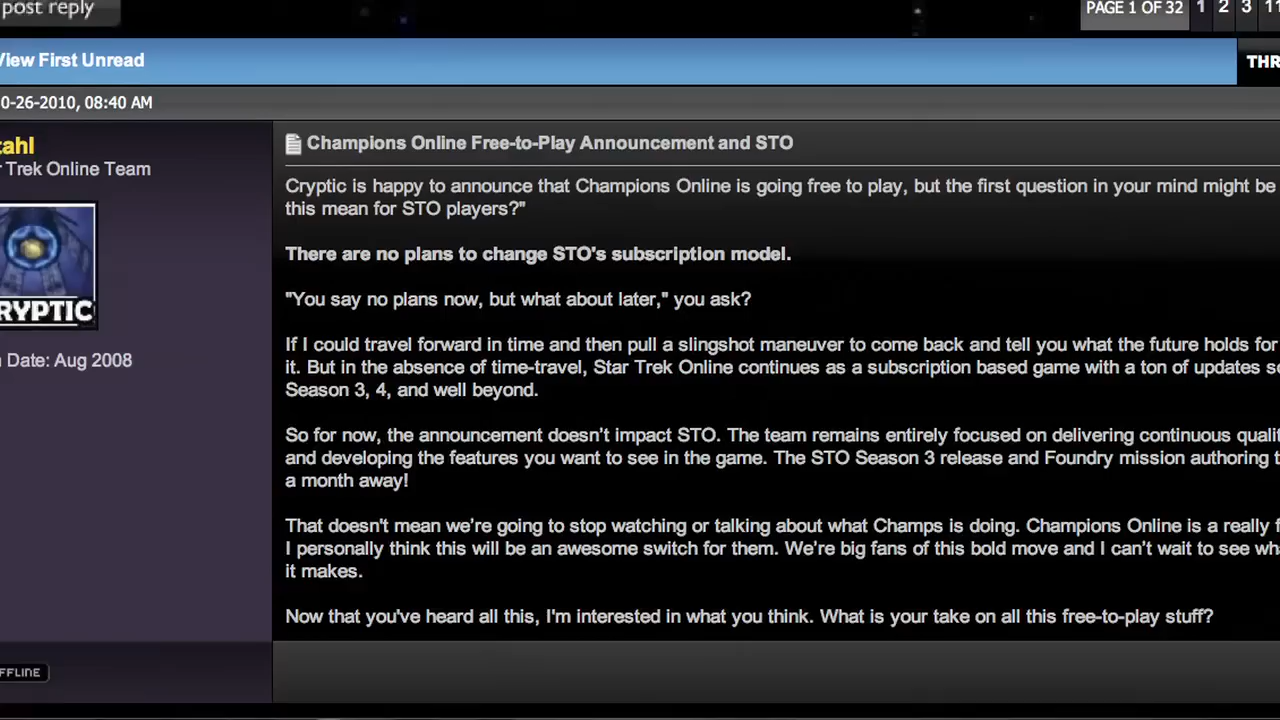 post reply
PAGE 1 OF 32 1 2 3 11
View First Unread
THR
0-26-2010, 08:40 AM
tahl
r Trek Online Team
RYPTIC
n Date: Aug 2008
FFLINE
Champions Online Free-to-Play Announcement and STO
Cryptic is happy to announce that Champions Online is going free to play, but the first question in your mind might be
this mean for STO players?"
There are no plans to change STO's subscription model.
"You say no plans now, but what about later," you ask?
If I could travel forward in time and then pull a slingshot maneuver to come back and tell you what the future holds for
it. But in the absence of time-travel, Star Trek Online continues as a subscription based game with a ton of updates sc
Season 3, 4, and well beyond.
So for now, the announcement doesn't impact STO. The team remains entirely focused on delivering continuous qualit
and developing the features you want to see in the game. The STO Season 3 release and Foundry mission authoring t
a month away!
That doesn't mean we're going to stop watching or talking about what Champs is doing. Champions Online is a really f
I personally think this will be an awesome switch for them. We're big fans of this bold move and I can't wait to see wha
it makes.
Now that you've heard all this, I'm interested in what you think. What is your take on all this free-to-play stuff?